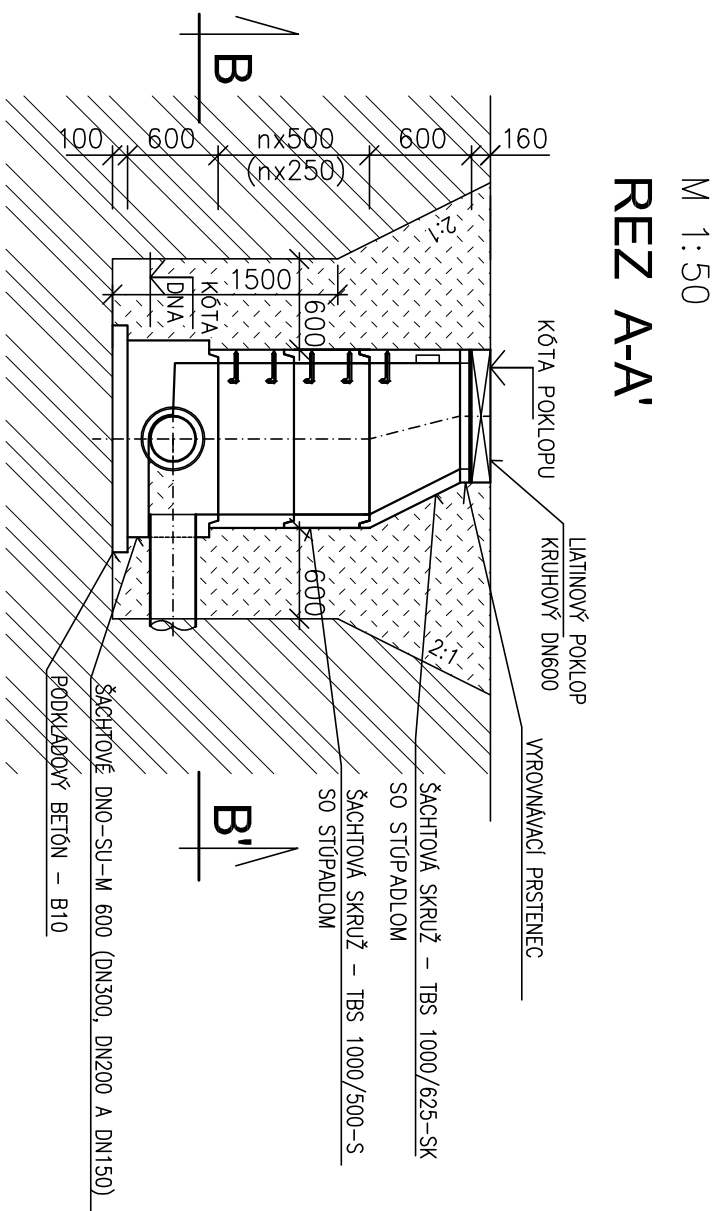 M 1:50
REZ A-A'
KÓTA POKLOPU
LIATINOVÝ POKLOP
KRUHOVÝ DN600
VYROVNÁVACÍ PRSTENEC
ŠACHTOVÁ SKRUŽ - TBS 1000/625-SK
SO STÚPADLOM
ŠACHTOVÁ SKRUŽ - TBS 1000/500-S
SO STÚPADLOM
ŠACHTOVÉ DNO-SU-M 600 (DN300, DN200 A DN150)
PODKLADOVÝ BETÓN - B10
160
600
nx500
(nx250)
600
100
2:1
2:1
600
600
1500
KÓTA
DNA
B
B'